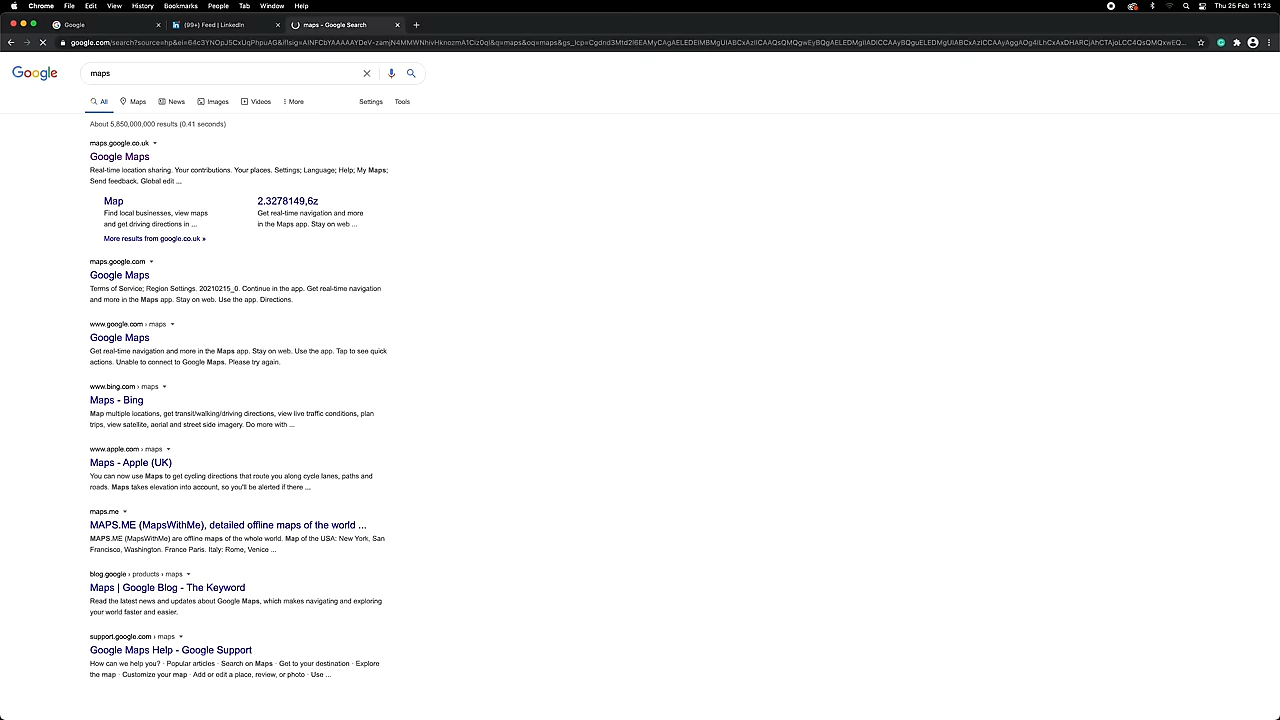 Chrome File Edit View History Bookmarks People Tab Window Help Thu 25 Feb 11:23
Google (99+) Feed | LinkedIn maps - Google Search
Google maps
All Maps News Images Videos More Settings Tools
About 5,850,000,000 results (0.41 seconds)
maps.google.co.uk
Google Maps
Real-time location sharing. Your contributions. Your places. Settings; Language; Help; My Maps;
Send feedback. Global edit ...
Map 2.3278149,6z
Find local businesses, view maps Get real-time navigation and more
and get driving directions in ... in the Maps app. Stay on web ...
More results from google.co.uk »
maps.google.com
Google Maps
Terms of Service; Region Settings. 20210215_0. Continue in the app. Get real-time navigation
and more in the Maps app. Stay on web. Use the app. Directions.
www.google.com › maps
Google Maps
Get real-time navigation and more in the Maps app. Stay on web. Use the app. Tap to see quick
actions. Unable to connect to Google Maps. Please try again.
www.bing.com › maps
Maps - Bing
Map multiple locations, get transit/walking/driving directions, view live traffic conditions, plan
trips, view satellite, aerial and street side imagery. Do more with ...
www.apple.com › maps
Maps - Apple (UK)
You can now use Maps to get cycling directions that route you along cycle lanes, paths and
roads. Maps takes elevation into account, so you'll be alerted if there ...
maps.me
MAPS.ME (MapsWithMe), detailed offline maps of the world ...
MAPS.ME (MapsWithMe) are offline maps of the whole world. Map of the USA: New York, San
Francisco, Washington. France Paris. Italy: Rome, Venice ...
blog.google › products › maps
Maps | Google Blog - The Keyword
Read the latest news and updates about Google Maps, which makes navigating and exploring
your world faster and easier.
support.google.com › maps
Google Maps Help - Google Support
How can we help you? · Popular articles · Search on Maps · Get to your destination · Explore
the map · Customize your map · Add or edit a place, review, or photo · Use ...